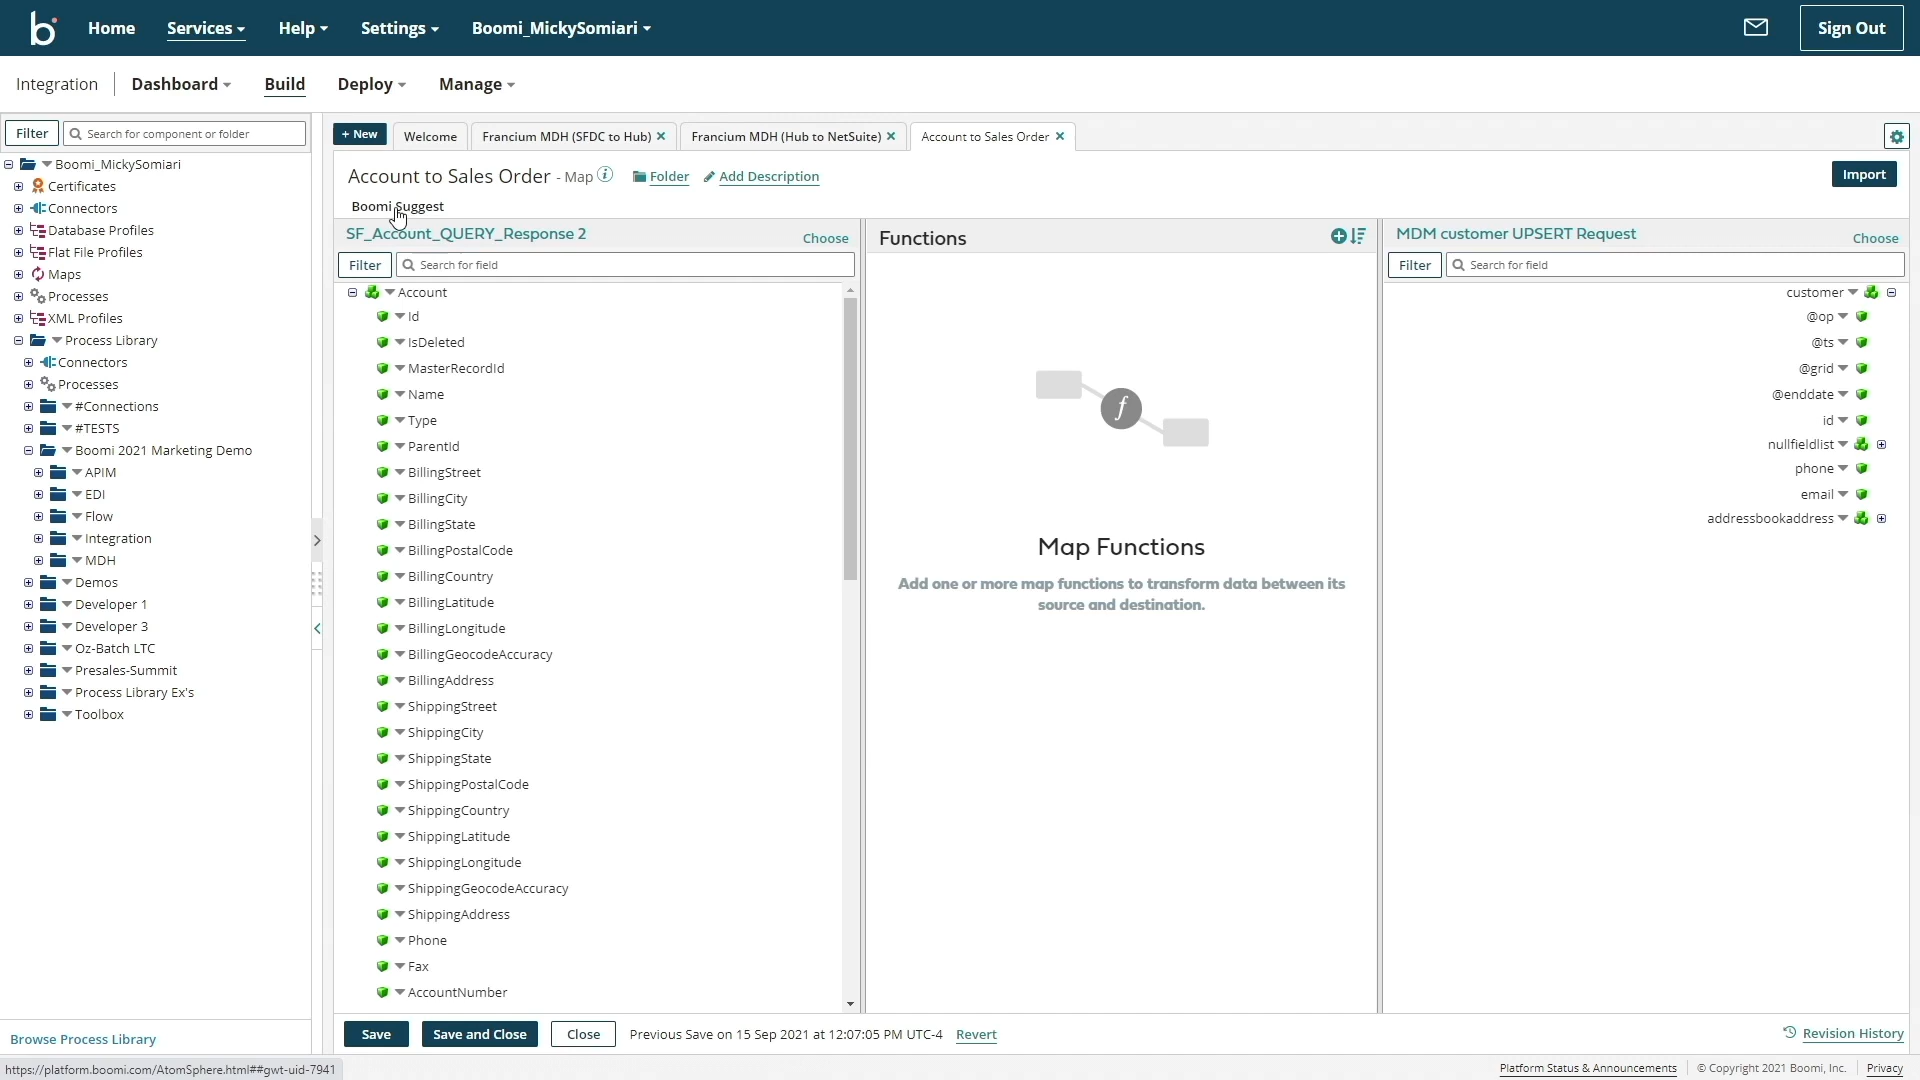 b Home Services Help Settings Boomi_MickySomiari Sign Out
Integration Dashboard Build Deploy Manage
Filter Search for component or folder
Boomi_MickySomiari
Certificates
Connectors
Database Profiles
Flat File Profiles
Maps
Processes
XML Profiles
Process Library
Connectors
Processes
#Connections
#TESTS
Boomi 2021 Marketing Demo
APIM
EDI
Flow
Integration
MDH
Demos
Developer 1
Developer 3
Oz-Batch LTC
Presales-Summit
Process Library Ex's
Toolbox
Browse Process Library
+ New Welcome Francium MDH (SFDC to Hub) Francium MDH (Hub to NetSuite) Account to Sales Order
Account to Sales Order - Map Folder Add Description Import
Boomi Suggest
SF_Account_QUERY_Response 2 Choose
Filter Search for field
Account
Id
IsDeleted
MasterRecordId
Name
Type
ParentId
BillingStreet
BillingCity
BillingState
BillingPostalCode
BillingCountry
BillingLatitude
BillingLongitude
BillingGeocodeAccuracy
BillingAddress
ShippingStreet
ShippingCity
ShippingState
ShippingPostalCode
ShippingCountry
ShippingLatitude
ShippingLongitude
ShippingGeocodeAccuracy
ShippingAddress
Phone
Fax
AccountNumber
Functions
f
Map Functions
Add one or more map functions to transform data between its
source and destination.
MDM customer UPSERT Request Choose
Filter Search for field
customer
@op
@ts
@grid
@enddate
id
nullfieldlist
phone
email
addressbookaddress
Save Save and Close Close Previous Save on 15 Sep 2021 at 12:07:05 PM UTC-4 Revert Revision History
https://platform.boomi.com/AtomSphere.html##gwt-uid-7941 Platform Status & Announcements © Copyright 2021 Boomi, Inc. Privacy